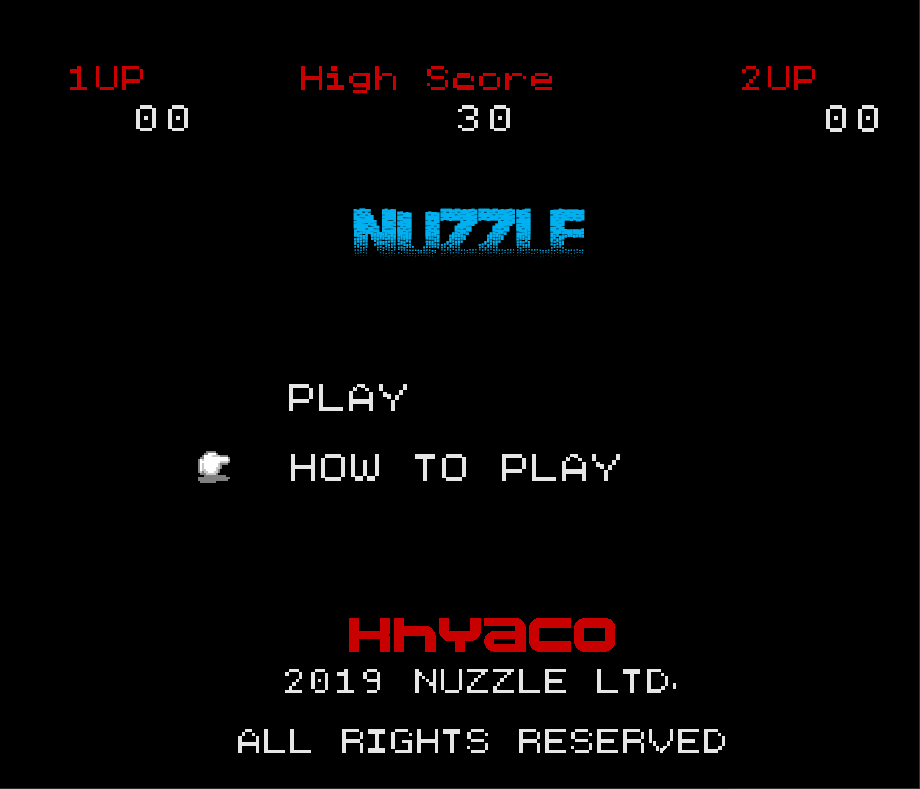 1UP High Score 2UP
00 30 00
NUZZLE
PLAY
HOW TO PLAY
HhYaco
2019 NUZZLE LTD.
ALL RIGHTS RESERVED